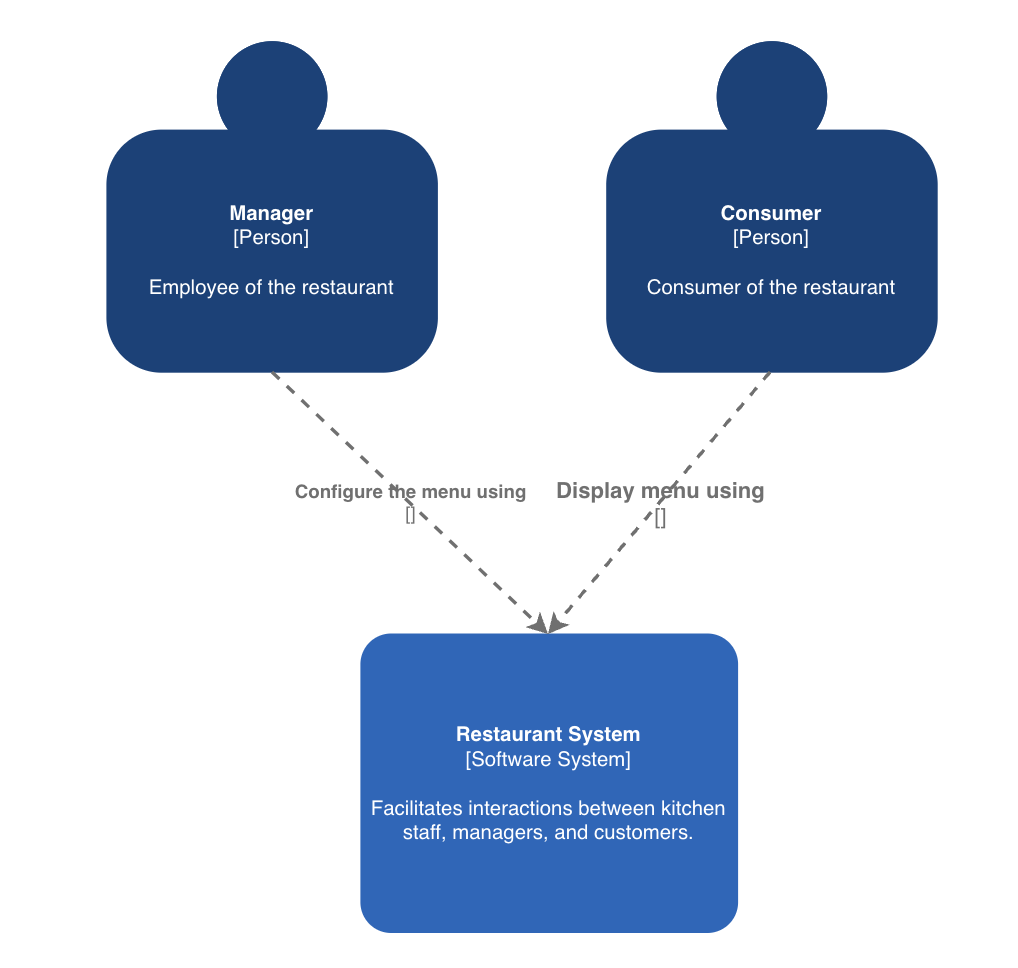 Manager
[Person]
Employee of the restaurant
Consumer
[Person]
Consumer of the restaurant
Configure the menu using
[]
Display menu using
[]
Restaurant System
[Software System]
Facilitates interactions between kitchen
staff, managers, and customers.